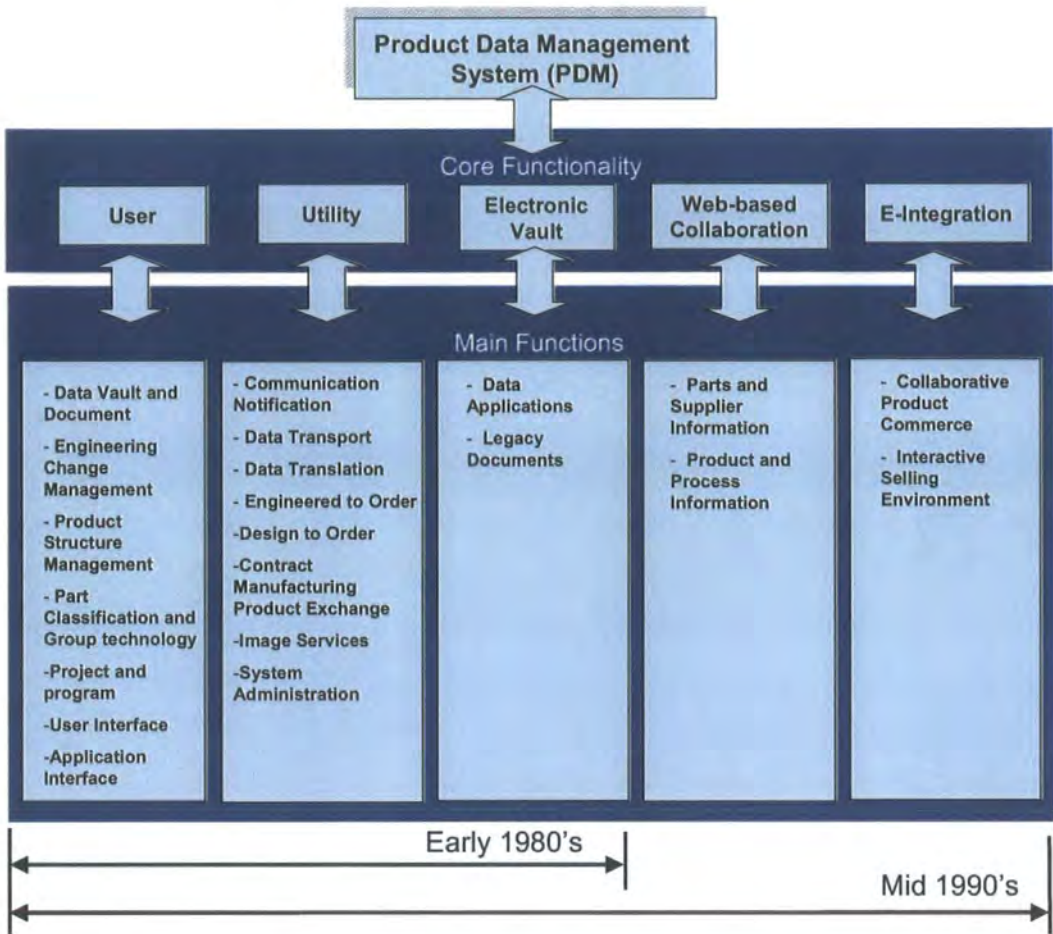 Product Data Management
System (PDM)
Core Functionality
User
Utility
Electronic
Vault
Web-based
Collaboration
E-Integration
Main Functions
- Data Vault and
Document
- Engineering
Change
Management
- Product
Structure
Management
- Part
Classification and
Group technology
-Project and
program
-User Interface
-Application
Interface
- Communication
Notification
- Data Transport
- Data Translation
- Engineered to Order
-Design to Order
-Contract
Manufacturing
Product Exchange
-Image Services
-System
Administration
- Data
Applications
- Legacy
Documents
- Parts and
Supplier
Information
- Product and
Process
Information
- Collaborative
Product
Commerce
- Interactive
Selling
Environment
Early 1980's
Mid 1990's